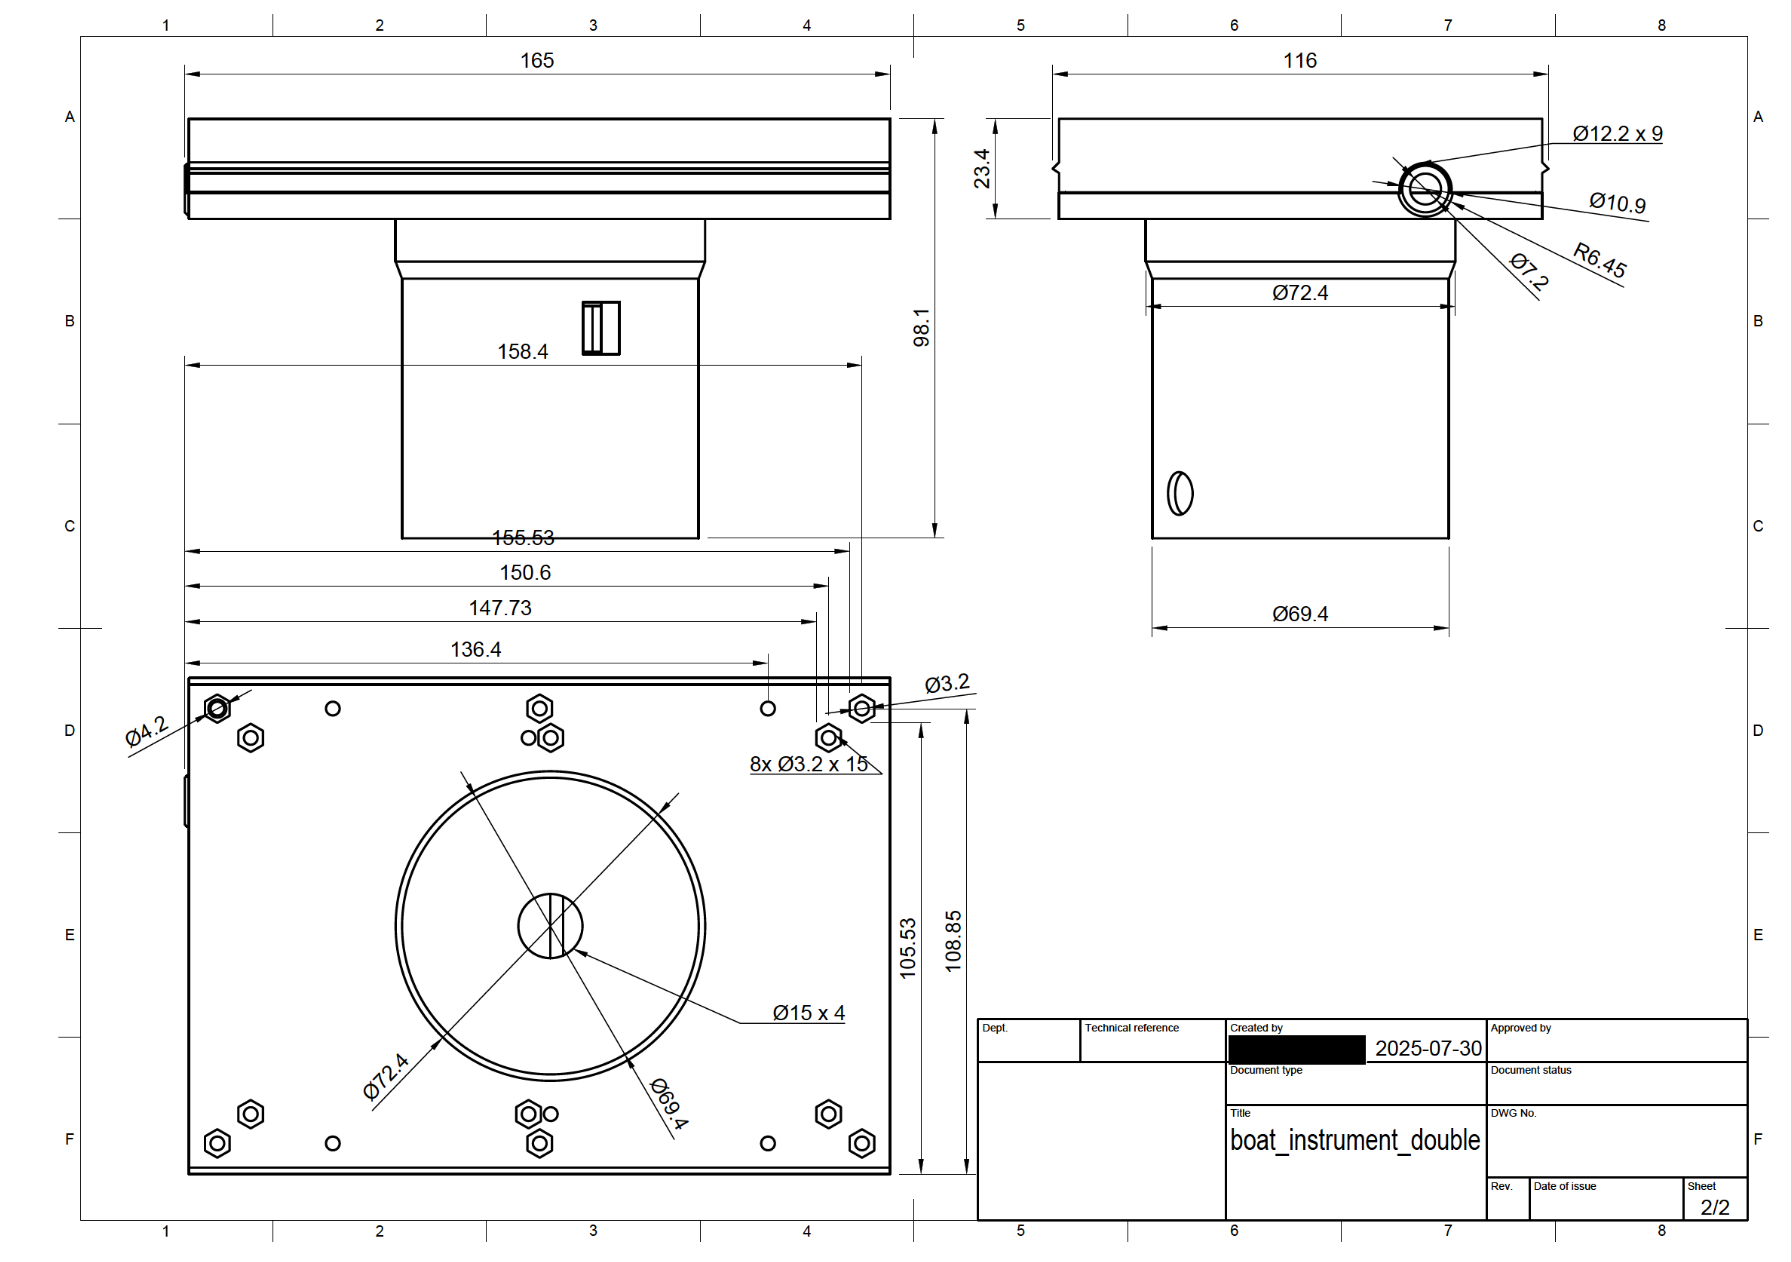 1 2 3 4 5 6 7 8
165
116
A
A
Ø12.2 x 9
23.4
Ø10.9
R6.45
Ø7.2
Ø72.4
B
98.1
B
158.4
C
155.53
C
150.6
147.73
Ø69.4
136.4
Ø3.2
Ø4.2
D
D
8x Ø3.2 x 15
105.53
108.85
E
E
Ø15 x 4
Ø72.4
Ø69.4
F
F
Dept.
Technical reference
Created by
2025-07-30
Approved by
Document type
Document status
Title
boat_instrument_double
DWG No.
Rev.
Date of issue
Sheet
2/2
1 2 3 4 5 6 7 8